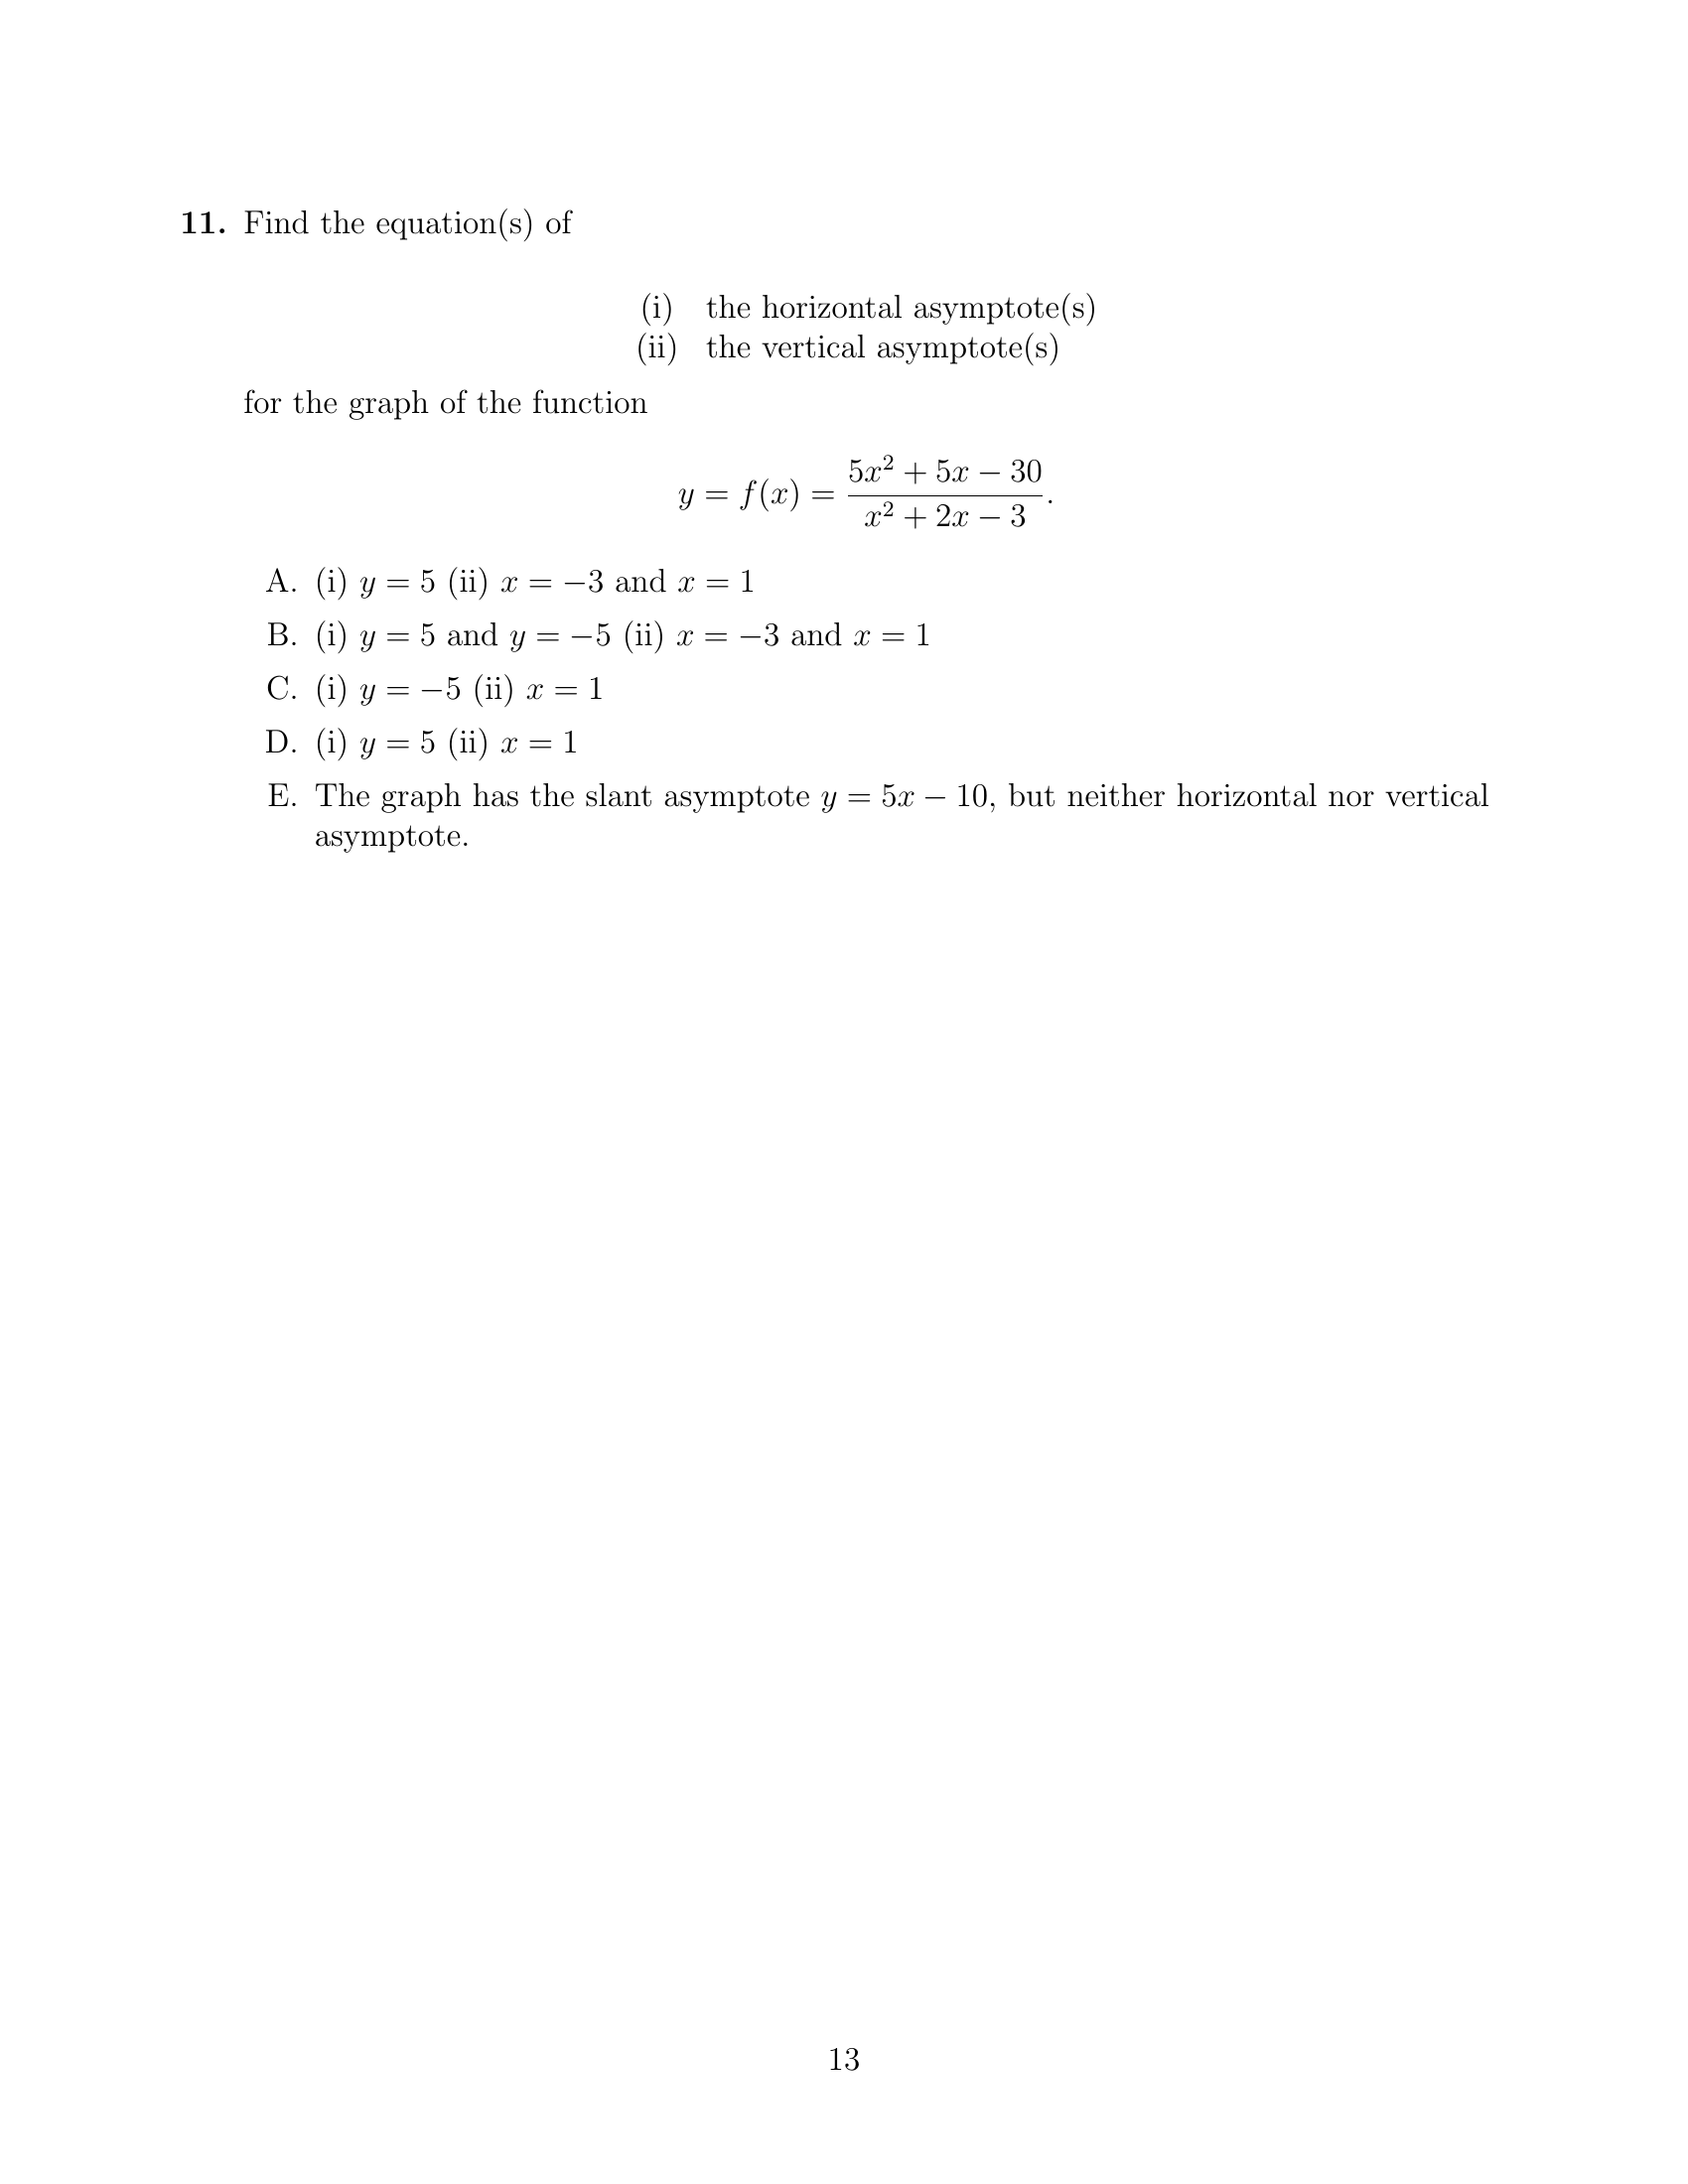 11. Find the equation(s) of
(i) the horizontal asymptote(s)
(ii) the vertical asymptote(s)
for the graph of the function
y = f(x) = \frac{5x^2 + 5x − 30}{x^2 + 2x − 3}.
A. (i) y = 5 (ii) x = −3 and x = 1
B. (i) y = 5 and y = −5 (ii) x = −3 and x = 1
C. (i) y = −5 (ii) x = 1
D. (i) y = 5 (ii) x = 1
E. The graph has the slant asymptote y = 5x − 10, but neither horizontal nor vertical
asymptote.
13